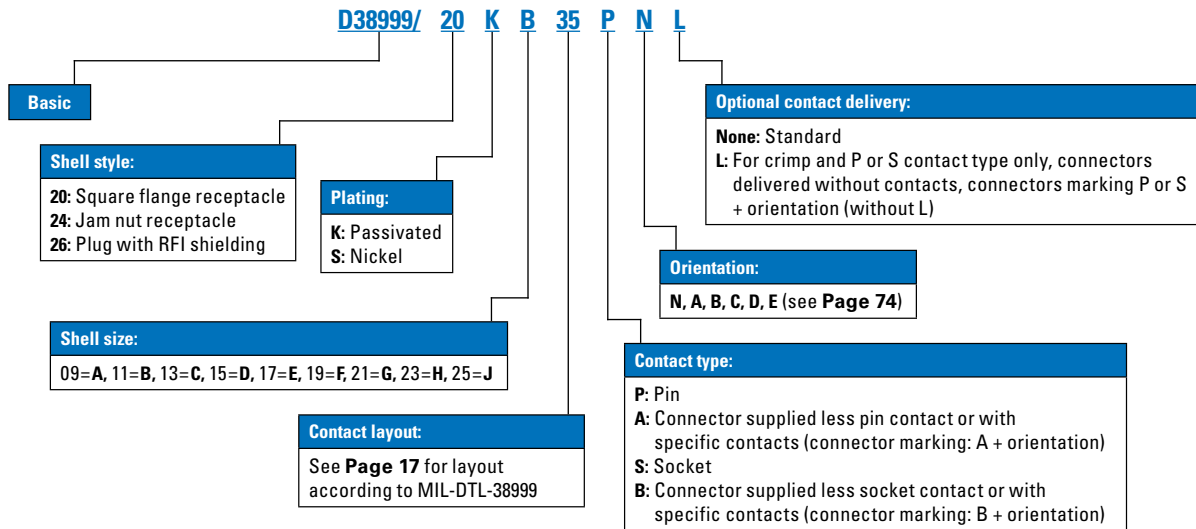 D38999/ 20 K B 35 P N L
Basic
Optional contact delivery:
None: Standard
L: For crimp and P or S contact type only, connectors
delivered without contacts, connectors marking P or S
+ orientation (without L)
Shell style:
20: Square flange receptacle
24: Jam nut receptacle
26: Plug with RFI shielding
Plating:
K: Passivated
S: Nickel
Orientation:
N, A, B, C, D, E (see Page 74)
Shell size:
09=A, 11=B, 13=C, 15=D, 17=E, 19=F, 21=G, 23=H, 25=J
Contact type:
P: Pin
A: Connector supplied less pin contact or with
specific contacts (connector marking: A + orientation)
S: Socket
B: Connector supplied less socket contact or with
specific contacts (connector marking: B + orientation)
Contact layout:
See Page 17 for layout
according to MIL-DTL-38999